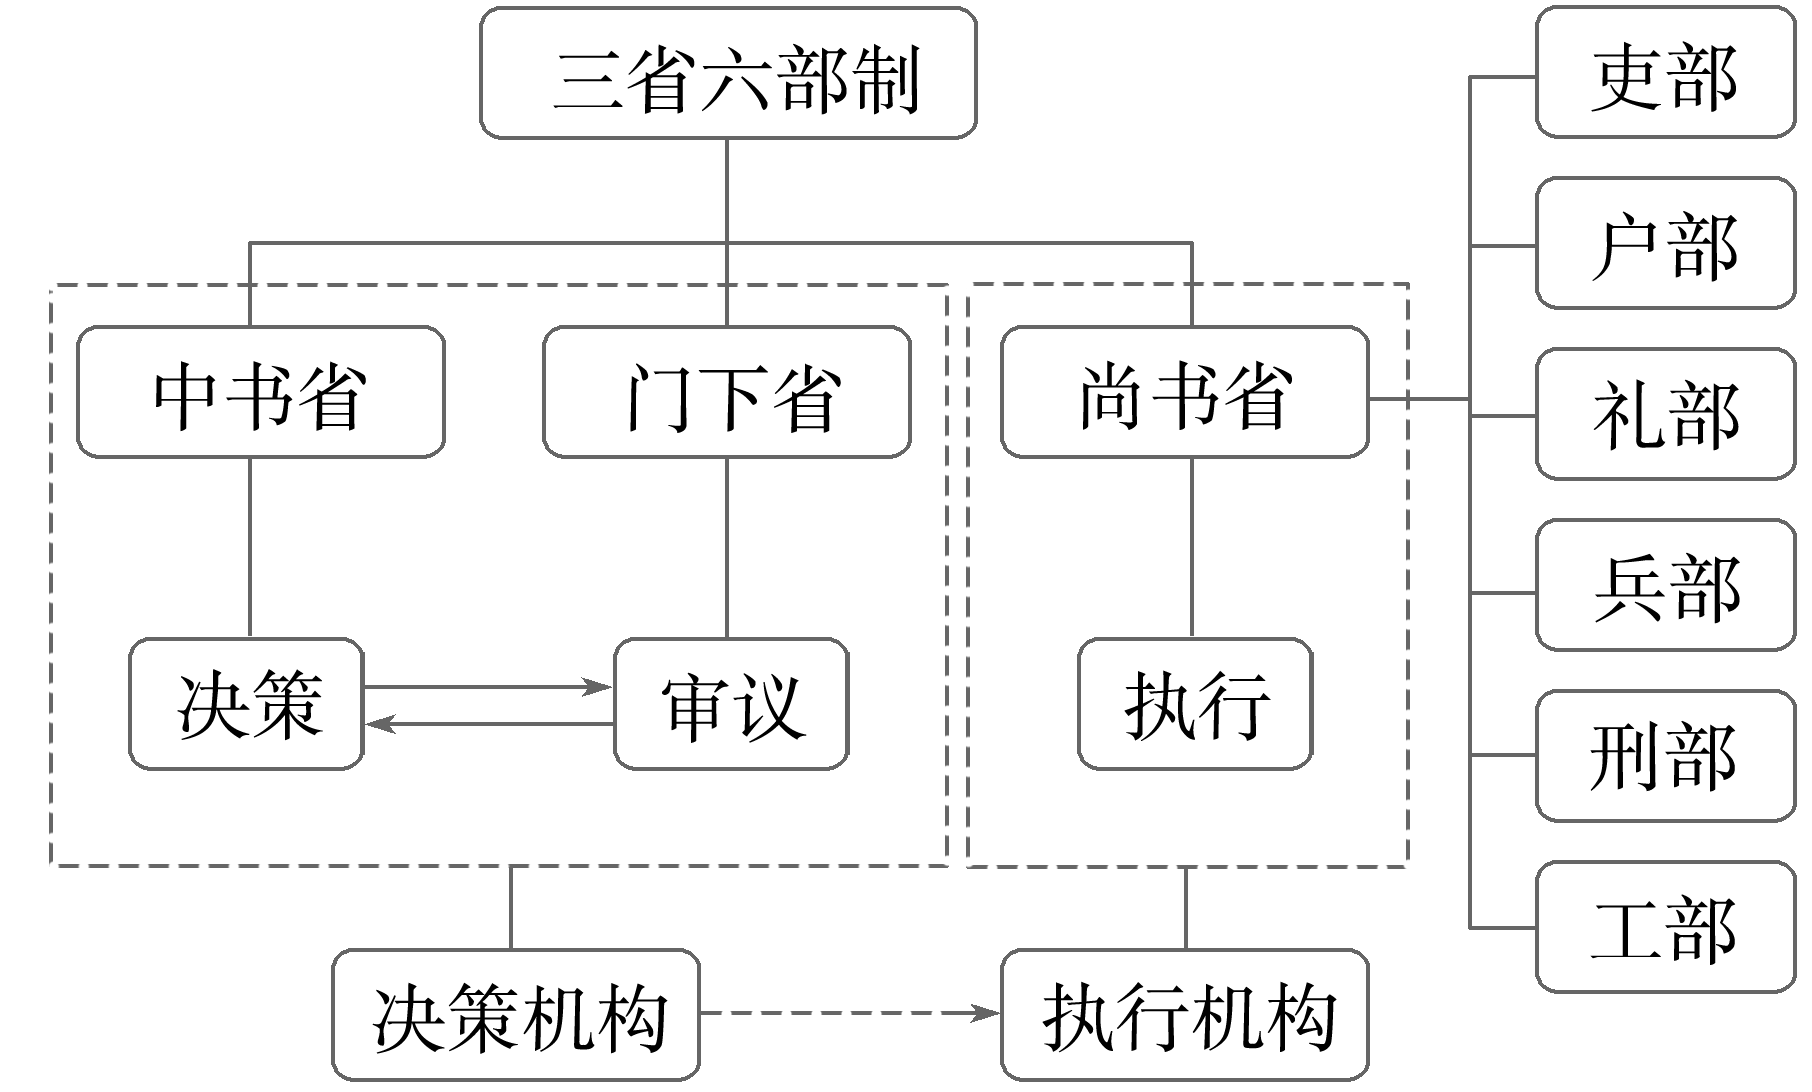 三省六部制
中书省
门下省
尚书省
决策
审议
执行
决策机构
执行机构
吏部
户部
礼部
兵部
刑部
工部